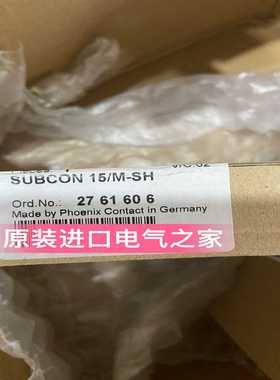 SUBCON 15/M-SH
Ord.No.: 27 61 60 6
Made by Phoenix Contact in Germany
原装进口电气之家